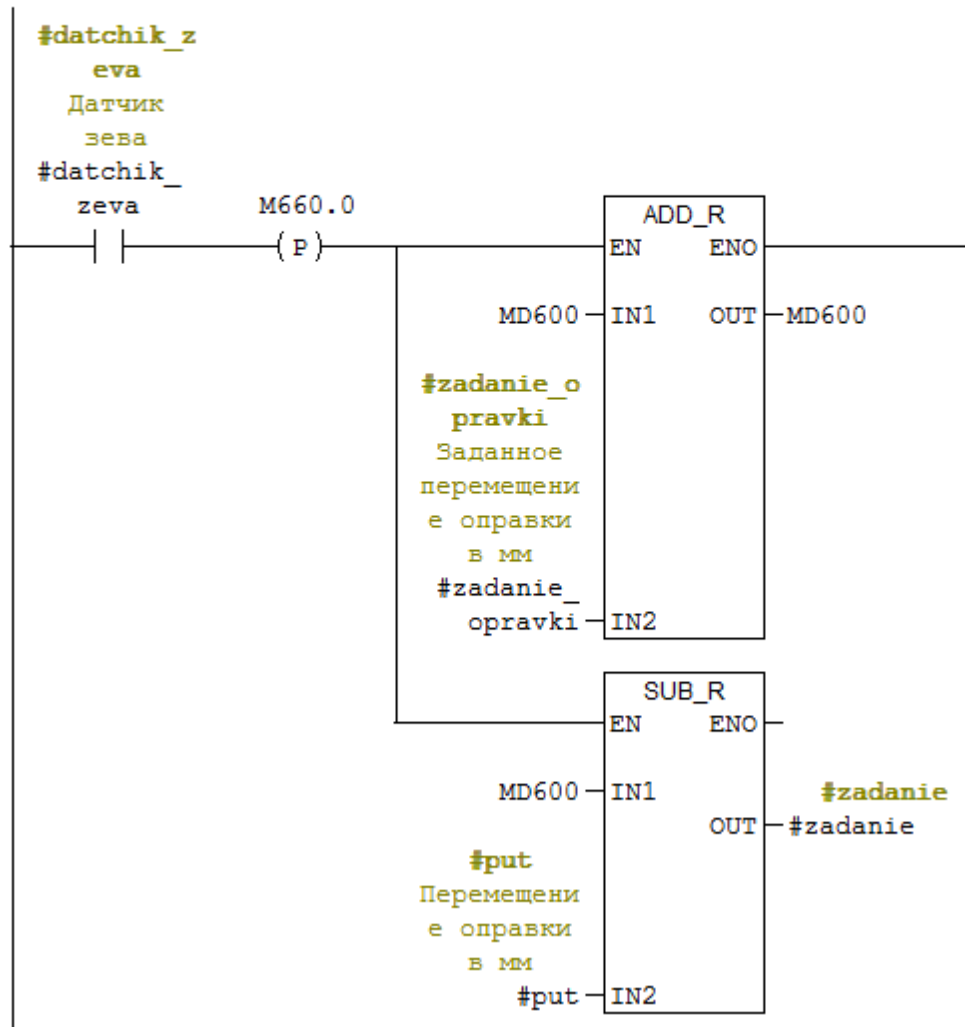 #datchik_z
eva
Датчик
зева
#datchik_
zeva
M660.0
P
ADD_R
EN ENO
MD600 IN1 OUT MD600
#zadanie_o
pravki
Заданное
перемещени
е оправки
в мм
#zadanie_
opravki IN2
SUB_R
EN ENO
MD600 IN1
#zadanie
OUT #zadanie
#put
Перемещени
е оправки
в мм
#put IN2